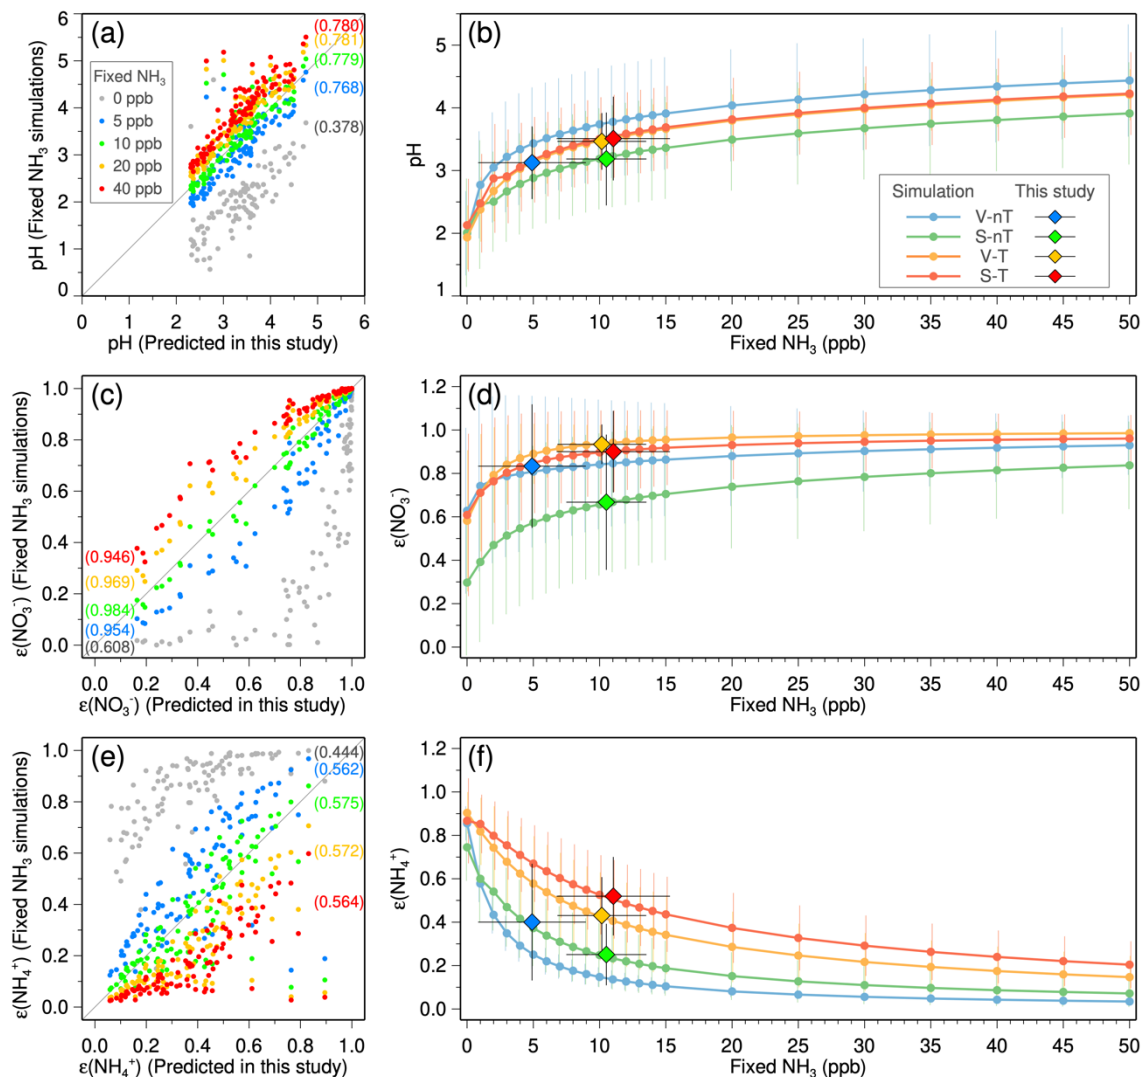 (a)
pH (Fixed NH3 simulations)
6
5
4
3
2
1
0
Fixed NH3
0 ppb
5 ppb
10 ppb
20 ppb
40 ppb
(0.780)
(0.781)
(0.779)
(0.768)
(0.378)
0 1 2 3 4 5 6
pH (Predicted in this study)
(b)
pH
5
4
3
2
1
Simulation This study
V-nT
S-nT
V-T
S-T
0 5 10 15 20 25 30 35 40 45 50
Fixed NH3 (ppb)
(c)
ε(NO3-) (Fixed NH3 simulations)
1.0
0.8
0.6
0.4
0.2
0.0
(0.946)
(0.969)
(0.984)
(0.954)
(0.608)
0.0 0.2 0.4 0.6 0.8 1.0
ε(NO3-) (Predicted in this study)
(d)
ε(NO3-)
1.2
1.0
0.8
0.6
0.4
0.2
0.0
0 5 10 15 20 25 30 35 40 45 50
Fixed NH3 (ppb)
(e)
ε(NH4+) (Fixed NH3 simulations)
1.0
0.8
0.6
0.4
0.2
0.0
(0.444)
(0.562)
(0.575)
(0.572)
(0.564)
0.0 0.2 0.4 0.6 0.8 1.0
ε(NH4+) (Predicted in this study)
(f)
ε(NH4+)
1.2
1.0
0.8
0.6
0.4
0.2
0.0
0 5 10 15 20 25 30 35 40 45 50
Fixed NH3 (ppb)